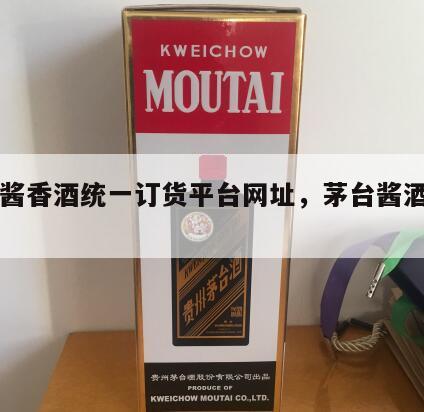 KWEICHOW
MOUTAI
酱香酒统一订货平台网址，茅台酱酒
贵州茅台酒
贵州茅台酒股份有限公司出品
PRODUCE OF
KWEICHOW MOUTAI CO.,LTD.